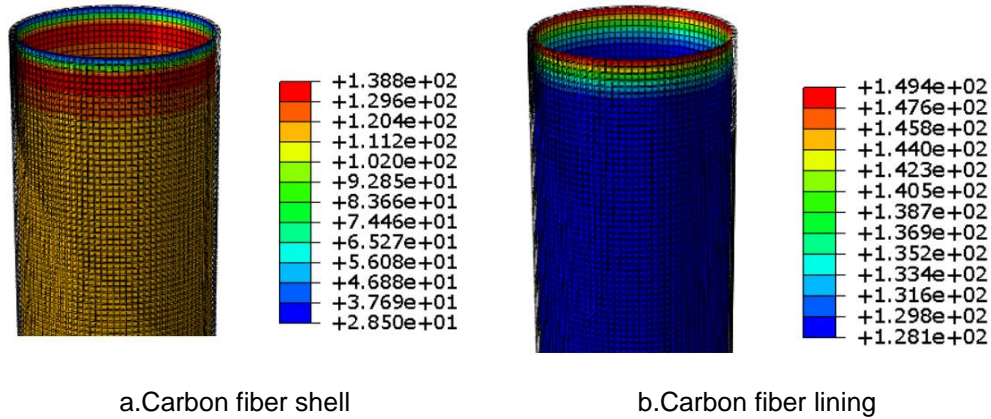 +1.388e+02
+1.296e+02
+1.204e+02
+1.112e+02
+1.020e+02
+9.285e+01
+8.366e+01
+7.446e+01
+6.527e+01
+5.608e+01
+4.688e+01
+3.769e+01
+2.850e+01
+1.494e+02
+1.476e+02
+1.458e+02
+1.440e+02
+1.423e+02
+1.405e+02
+1.387e+02
+1.369e+02
+1.352e+02
+1.334e+02
+1.316e+02
+1.298e+02
+1.281e+02
a.Carbon fiber shell
b.Carbon fiber lining